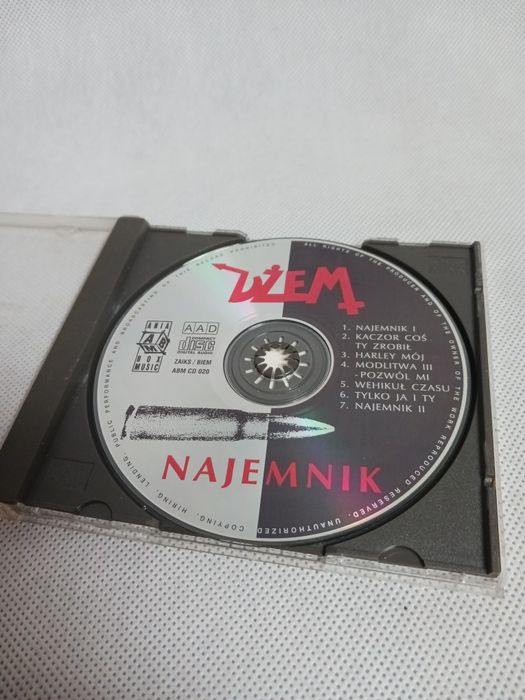 DŻEM
ARIA
ABM
BOX
MUSIC
AAD
COMPACT
disc
DIGITAL AUDIO
ZAIKS / BIEM
ABM CD 020
1. NAJEMNIK I
2. KACZOR COŚ
TY ZROBIŁ
3. HARLEY MÓJ
4. MODLITWA III
- POZWÓL MI
5. WEHIKUŁ CZASU
6. TYLKO JA I TY
7. NAJEMNIK II
NAJEMNIK
ALL RIGHTS OF THE PRODUCER AND OF THE OWNER OF THE WORK REPRODUCED RESERVED. UNAUTHORIZED COPYING, HIRING, LENDING, PUBLIC PERFORMANCE AND BROADCASTING OF THIS RECORD PROHIBITED